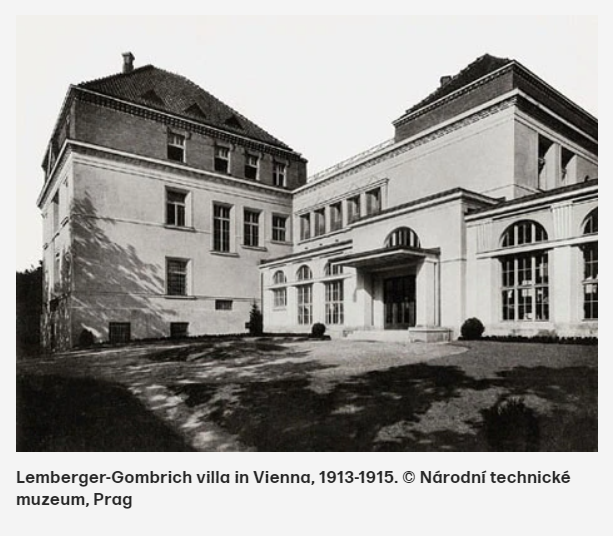 Lemberger-Gombrich villa in Vienna, 1913-1915. © Národní technické
muzeum, Prag